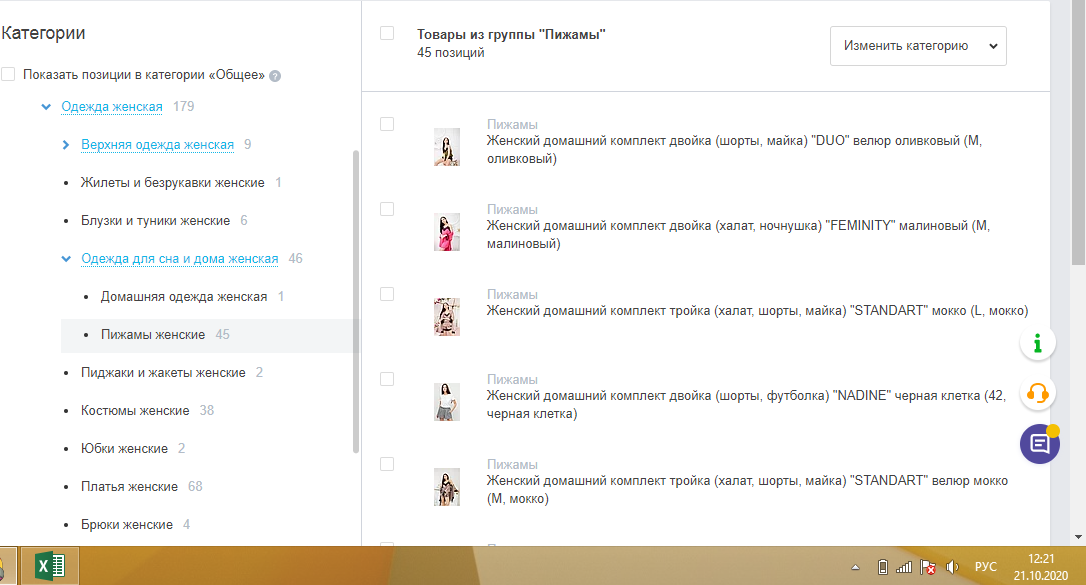 Категории
Показать позиции в категории «Общее» ?
Одежда женская 179
Верхняя одежда женская 9
Жилеты и безрукавки женские 1
Блузки и туники женские 6
Одежда для сна и дома женская 46
Домашняя одежда женская 1
Пижамы женские 45
Пиджаки и жакеты женские 2
Костюмы женские 38
Юбки женские 2
Платья женские 68
Брюки женские 4
Товары из группы "Пижамы"
45 позиций
Изменить категорию
Пижамы
Женский домашний комплект двойка (шорты, майка) "DUO" велюр оливковый (M,
оливковый)
Пижамы
Женский домашний комплект двойка (халат, ночнушка) "FEMINITY" малиновый (M,
малиновый)
Пижамы
Женский домашний комплект тройка (халат, шорты, майка) "STANDART" мокко (L, мокко)
Пижамы
Женский домашний комплект двойка (шорты, футболка) "NADINE" черная клетка (42,
черная клетка)
Пижамы
Женский домашний комплект тройка (халат, шорты, майка) "STANDART" велюр мокко
(M, мокко)
РУС
12:21
21.10.2020